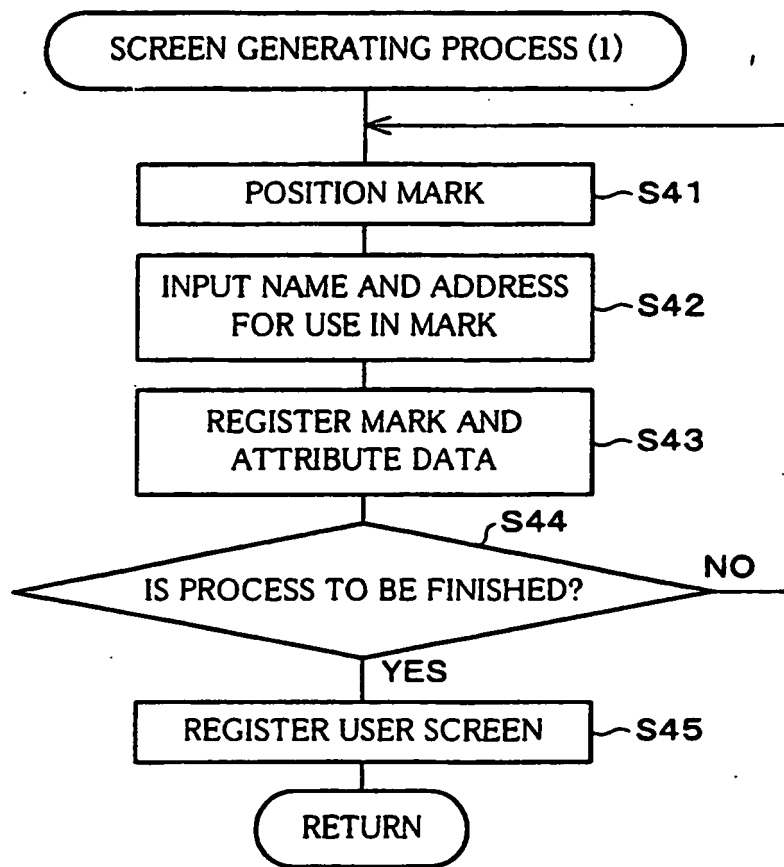 SCREEN GENERATING PROCESS (1)
POSITION MARK
S41
INPUT NAME AND ADDRESS
FOR USE IN MARK
S42
REGISTER MARK AND
ATTRIBUTE DATA
S43
S44
IS PROCESS TO BE FINISHED?
NO
YES
REGISTER USER SCREEN
S45
RETURN